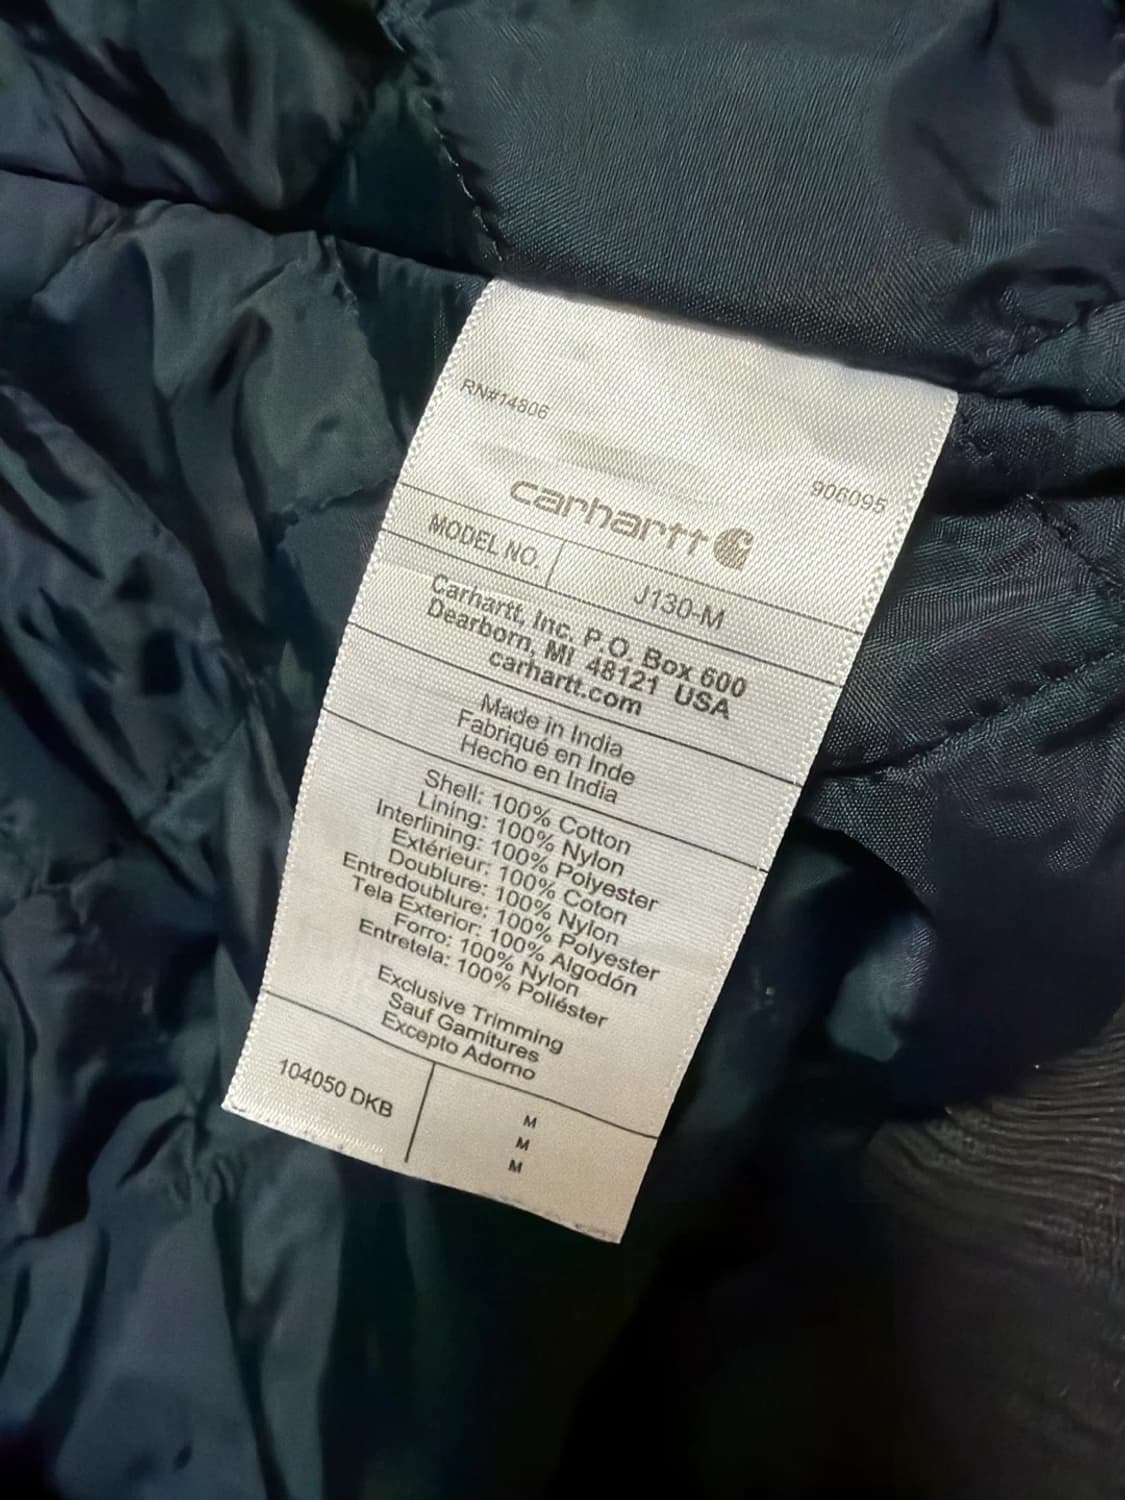 RN#14806
906095
carhartt
MODEL NO. J130-M
Carhartt, Inc. P.O. Box 600
Dearborn, MI 48121 USA
carhartt.com
Made in India
Fabriqué en Inde
Hecho en India
Shell: 100% Cotton
Lining: 100% Nylon
Interlining: 100% Polyester
Extérieur: 100% Coton
Doublure: 100% Nylon
Entredoublure: 100% Polyester
Tela Exterior: 100% Algodón
Forro: 100% Nylon
Entretela: 100% Poliéster
Exclusive Trimming
Sauf Garnitures
Excepto Adorno
104050 DKB
M
M
M